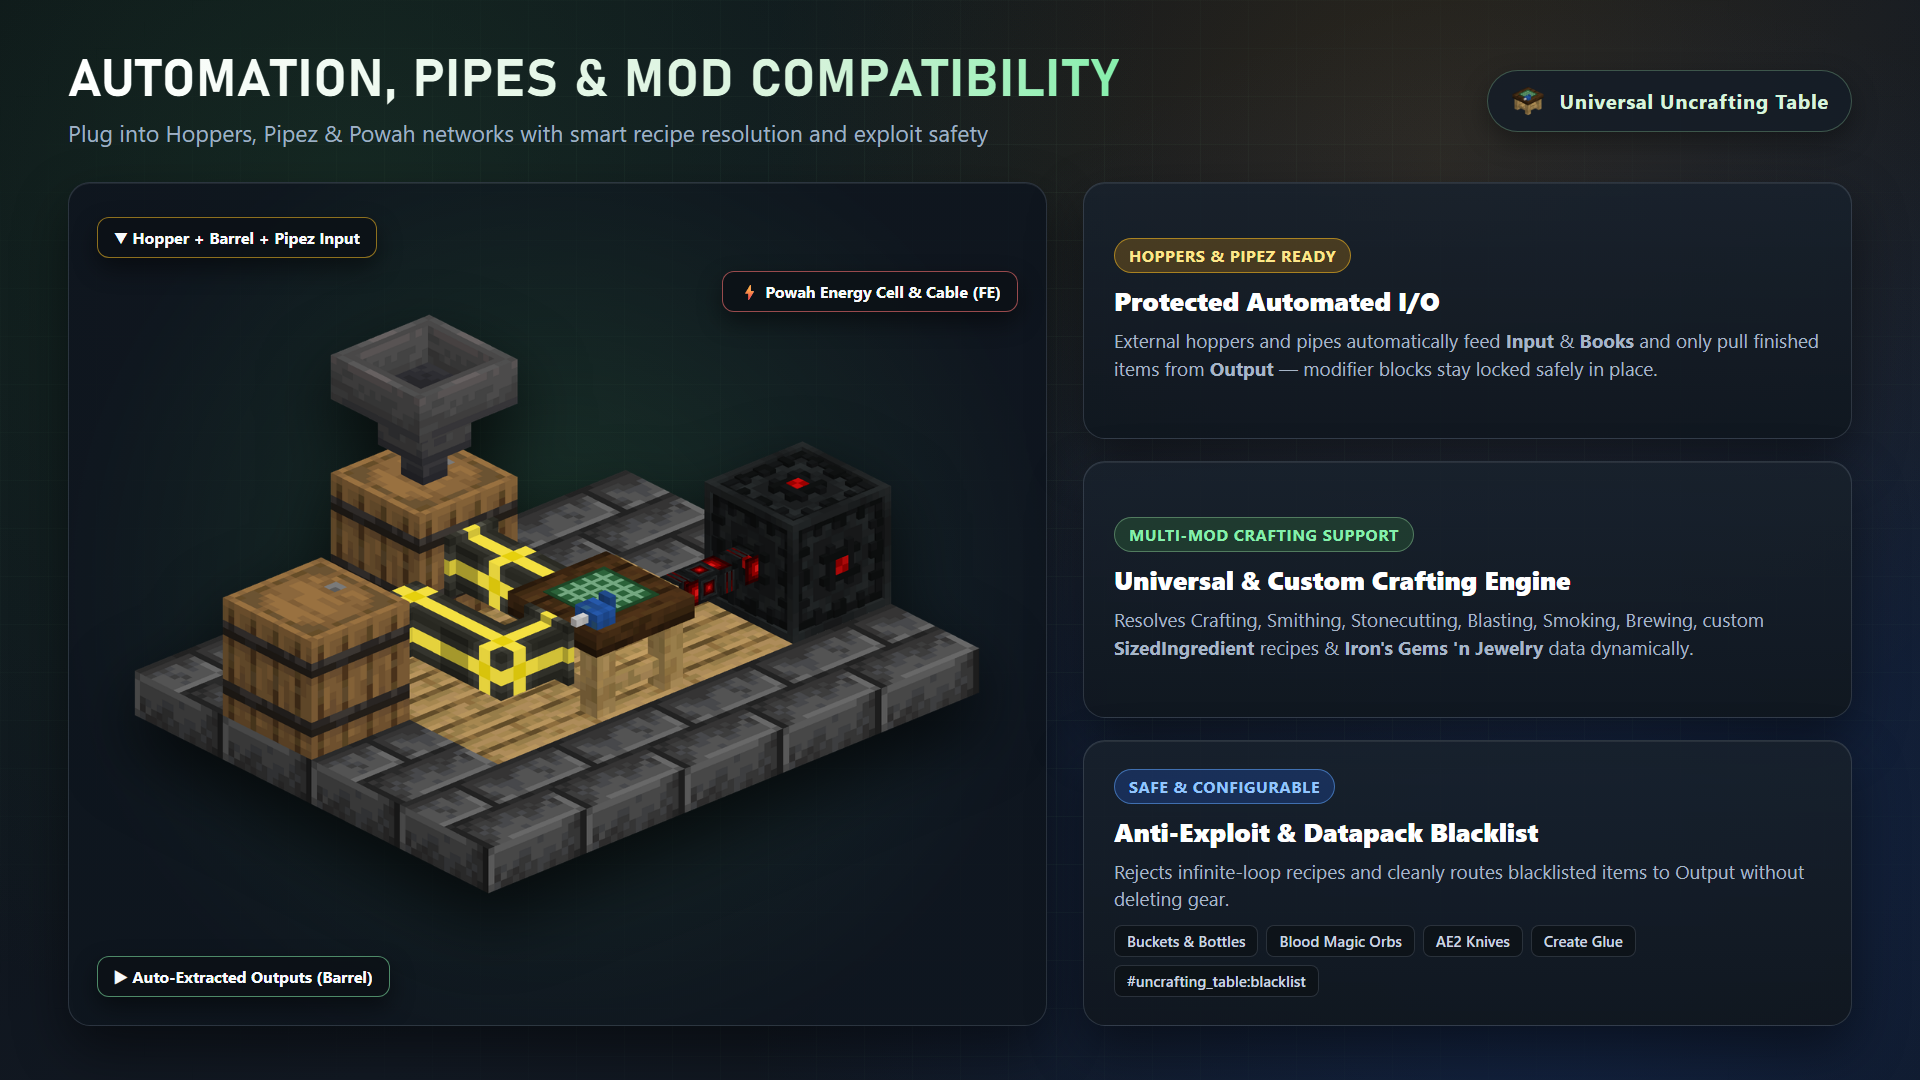 AUTOMATION, PIPES & MOD COMPATIBILITY
Plug into Hoppers, Pipez & Powah networks with smart recipe resolution and exploit safety
Universal Uncrafting Table
▼ Hopper + Barrel + Pipez Input
Powah Energy Cell & Cable (FE)
▶ Auto-Extracted Outputs (Barrel)
HOPPERS & PIPEZ READY
Protected Automated I/O
External hoppers and pipes automatically feed Input & Books and only pull finished
items from Output — modifier blocks stay locked safely in place.
MULTI-MOD CRAFTING SUPPORT
Universal & Custom Crafting Engine
Resolves Crafting, Smithing, Stonecutting, Blasting, Smoking, Brewing, custom
SizedIngredient recipes & Iron's Gems 'n Jewelry data dynamically.
SAFE & CONFIGURABLE
Anti-Exploit & Datapack Blacklist
Rejects infinite-loop recipes and cleanly routes blacklisted items to Output without
deleting gear.
Buckets & Bottles
Blood Magic Orbs
AE2 Knives
Create Glue
#uncrafting_table:blacklist